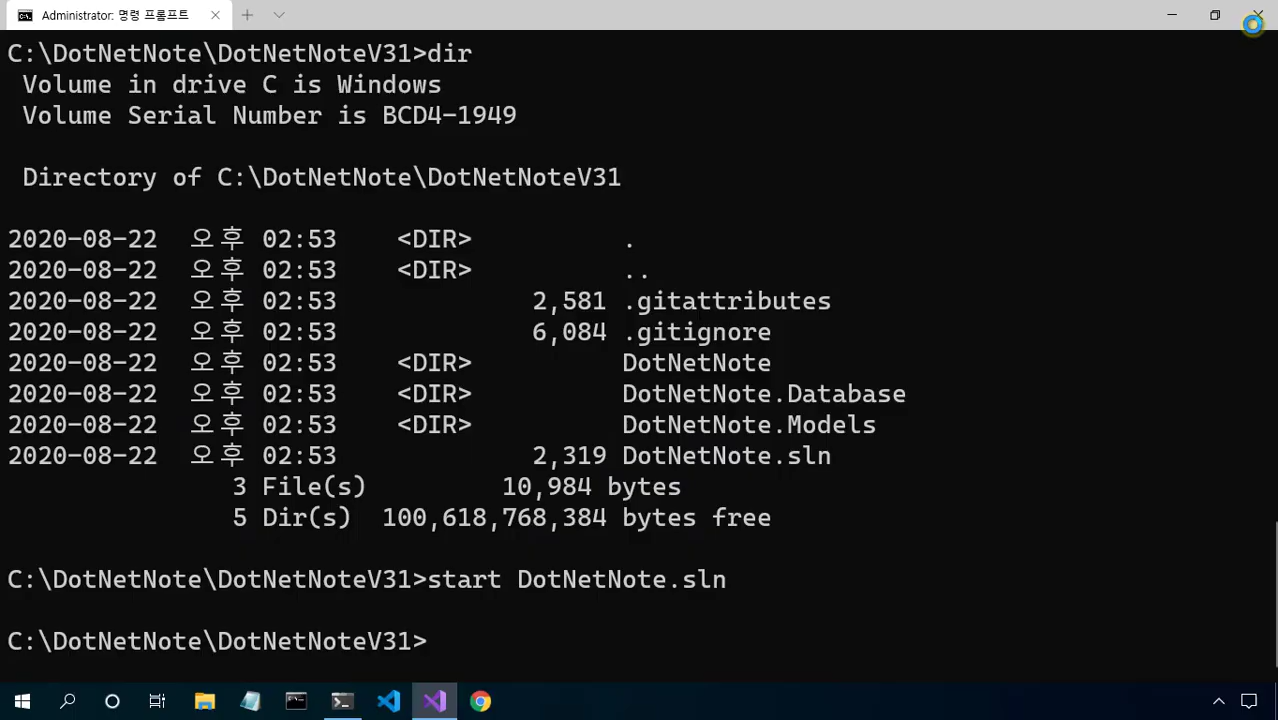 Administrator: 명령 프롬프트
C:\DotNetNote\DotNetNoteV31>dir
Volume in drive C is Windows
Volume Serial Number is BCD4-1949
Directory of C:\DotNetNote\DotNetNoteV31
2020-08-22 오후 02:53 <DIR> .
2020-08-22 오후 02:53 <DIR> ..
2020-08-22 오후 02:53 2,581 .gitattributes
2020-08-22 오후 02:53 6,084 .gitignore
2020-08-22 오후 02:53 <DIR> DotNetNote
2020-08-22 오후 02:53 <DIR> DotNetNote.Database
2020-08-22 오후 02:53 <DIR> DotNetNote.Models
2020-08-22 오후 02:53 2,319 DotNetNote.sln
3 File(s) 10,984 bytes
5 Dir(s) 100,618,768,384 bytes free
C:\DotNetNote\DotNetNoteV31>start DotNetNote.sln
C:\DotNetNote\DotNetNoteV31>